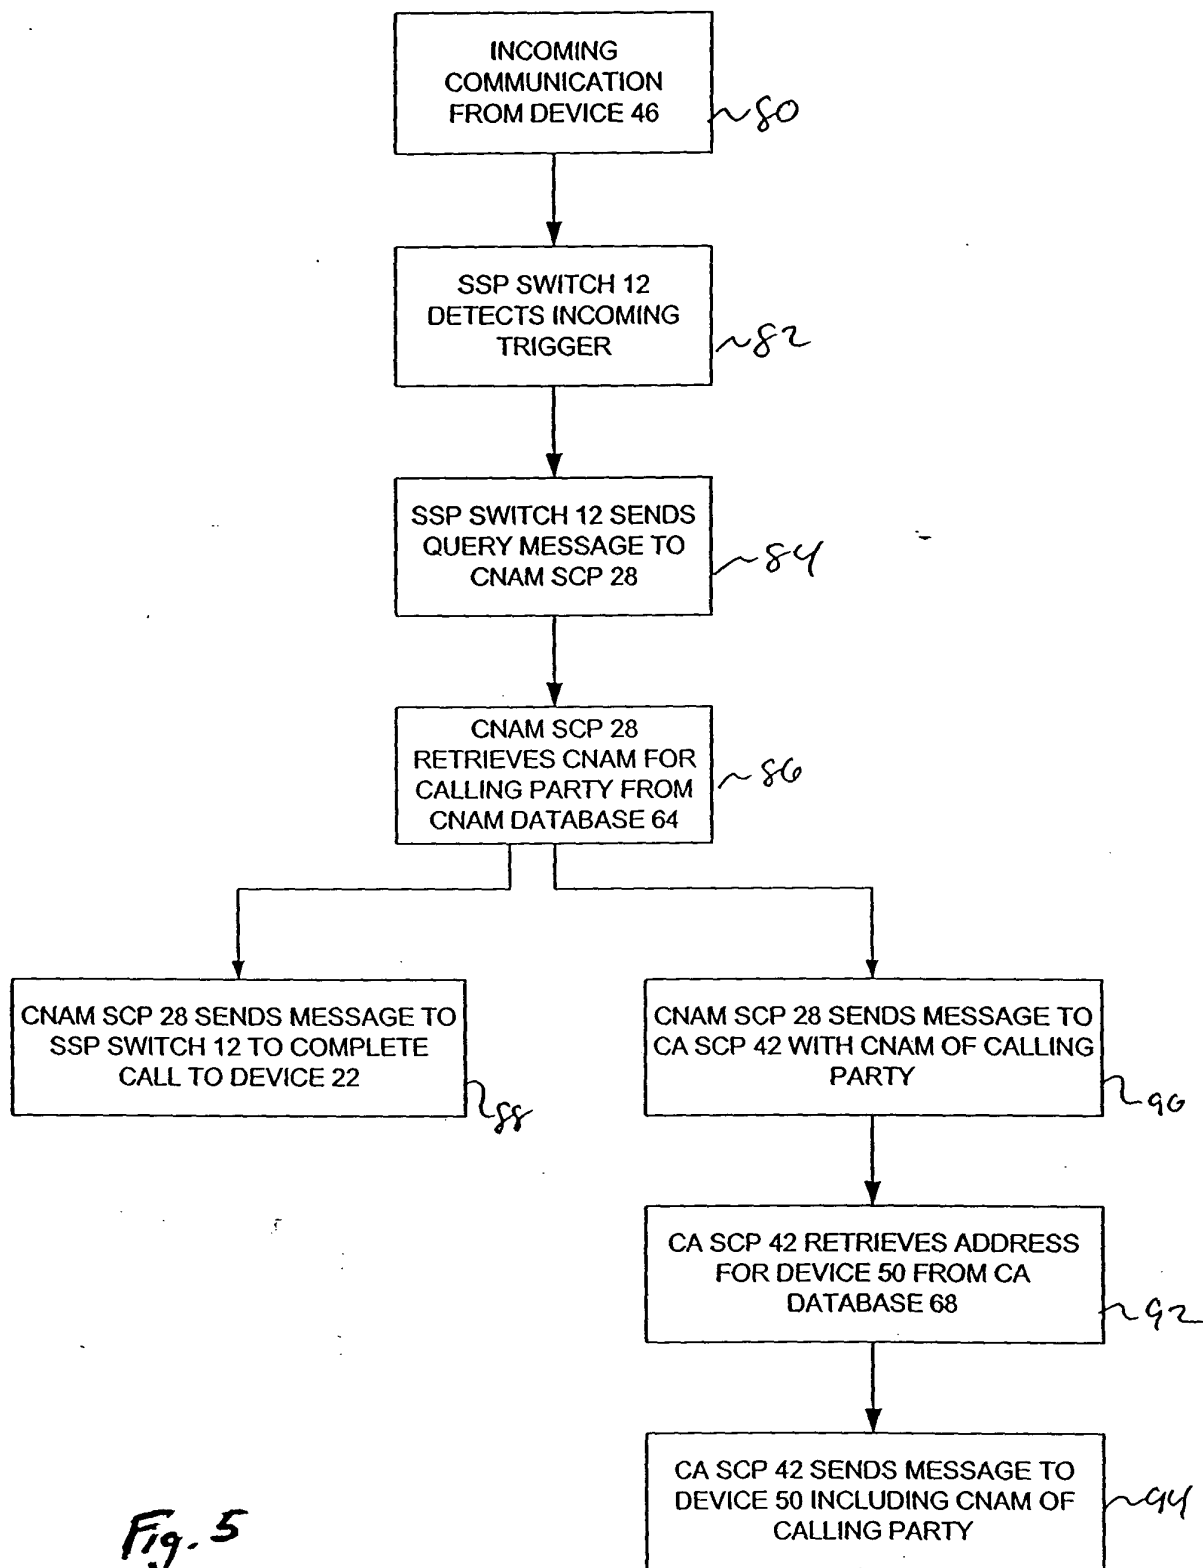 INCOMING
COMMUNICATION
FROM DEVICE 46
80
SSP SWITCH 12
DETECTS INCOMING
TRIGGER
82
SSP SWITCH 12 SENDS
QUERY MESSAGE TO
CNAM SCP 28
84
CNAM SCP 28
RETRIEVES CNAM FOR
CALLING PARTY FROM
CNAM DATABASE 64
86
CNAM SCP 28 SENDS MESSAGE TO
SSP SWITCH 12 TO COMPLETE
CALL TO DEVICE 22
88
CNAM SCP 28 SENDS MESSAGE TO
CA SCP 42 WITH CNAM OF CALLING
PARTY
90
CA SCP 42 RETRIEVES ADDRESS
FOR DEVICE 50 FROM CA
DATABASE 68
92
CA SCP 42 SENDS MESSAGE TO
DEVICE 50 INCLUDING CNAM OF
CALLING PARTY
94
Fig. 5